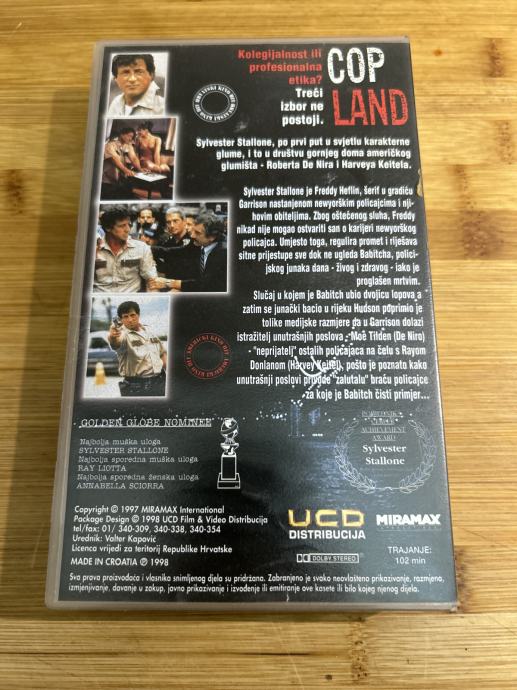 Kolegijalnost ili
profesionalna
etika?
Treći
izbor ne
postoji.
COP
LAND
HRVATSKI KINO HIT
Sylvester Stallone, po prvi put u svjetlu karakterne
glume, i to u društvu gornjeg doma američkog
glumišta - Roberta De Nira i Harveya Keitela.
Sylvester Stallone je Freddy Heflin, šerif u gradiću
Garrison nastanjenom newyorškim policajcima i nji-
hovim obiteljima. Zbog oštećenog sluha, Freddy
nikad nije mogao ostvariti san o karijeri newyorškog
policajca. Umjesto toga, regulira promet i rješava
sitne prijestupe sve dok ne ugleda Babitcha, polici-
jskog junaka dana - živog i zdravog - iako je
proglašen mrtvim.
Slučaj u kojem je Babitch ubio dvojicu lopova a
zatim se junački bacio u rijeku Hudson poprimio je
tolike medijske razmjere da u Garrison dolazi
istražitelj unutrašnjih poslova - Moe Tilden (De Niro)
- "neprijatelj" ostalih policajaca na čelu s Rayom
Donlanom (Harvey Keitel), pošto je poznato kako
unutrašnji poslovi privode "zalutalu" braću policajce
za koje je Babitch čisti primjer...
AMERIČKI KINO HIT
GOLDEN GLOBE NOMINEE
Najbolja muška uloga
SYLVESTER STALLONE
Najbolja sporedna muška uloga
RAY LIOTTA
Najbolja sporedna ženska uloga
ANNABELLA SCIORRA
ACHIEVEMENT
AWARD
Sylvester
Stallone
Copyright © 1997 MIRAMAX International
Package Design © 1998 UCD Film & Video Distribucija
tel/fax: 01/ 340-309, 340-338, 340-354
Urednik: Valter Kapović
Licenca vrijedi za teritorij Republike Hrvatske
MADE IN CROATIA © 1998
UCD
DISTRIBUCIJA
DOLBY STEREO
MIRAMAX
TRAJANJE:
102 min
Sva prava proizvođača i vlasnika snimljenog djela su pridržana. Zabranjeno je svako neovlašteno prikazivanje, razmjena,
iznajmljivanje, davanje u zakup, javno prikazivanje i izvođenje ili emitiranje ove kasete ili bilo kojeg njenog dijela.